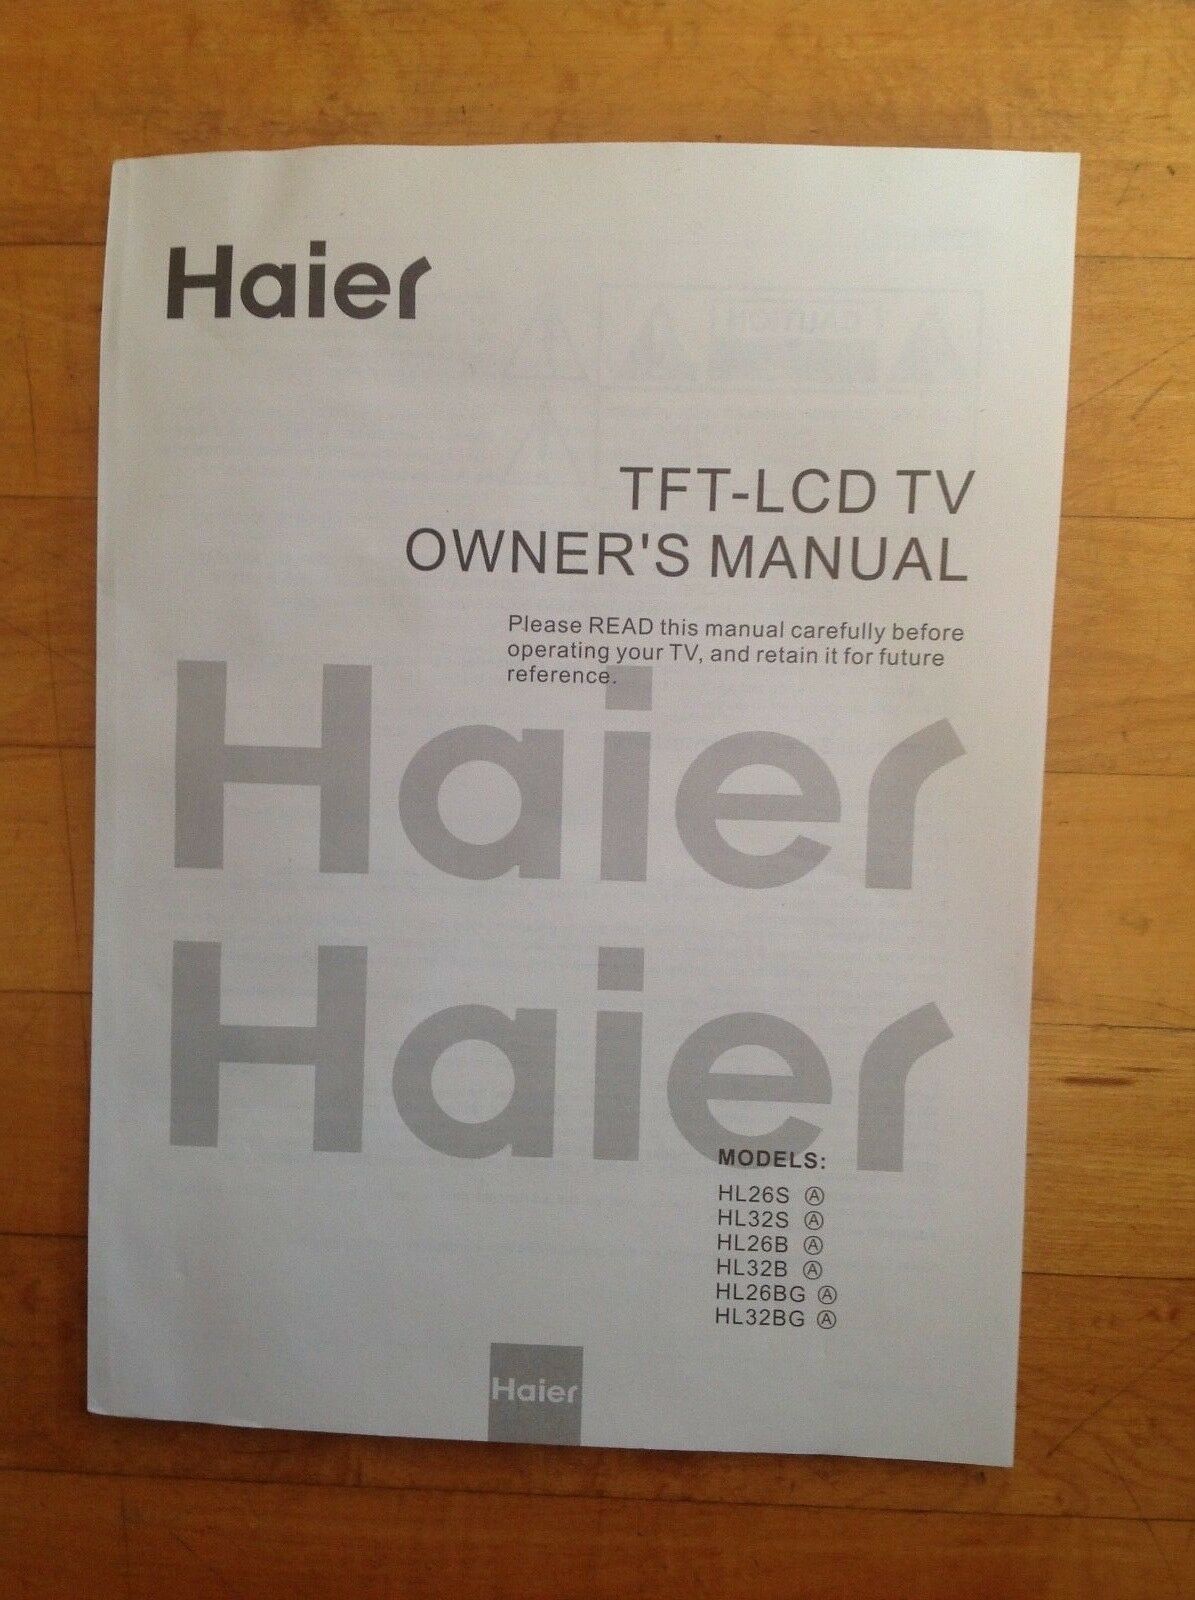 Haier
TFT-LCD TV
OWNER'S MANUAL
Please READ this manual carefully before
operating your TV, and retain it for future
reference.
Haier
Haier
MODELS:
HL26S Ⓐ
HL32S Ⓐ
HL26B Ⓐ
HL32B Ⓐ
HL26BG Ⓐ
HL32BG Ⓐ
Haier